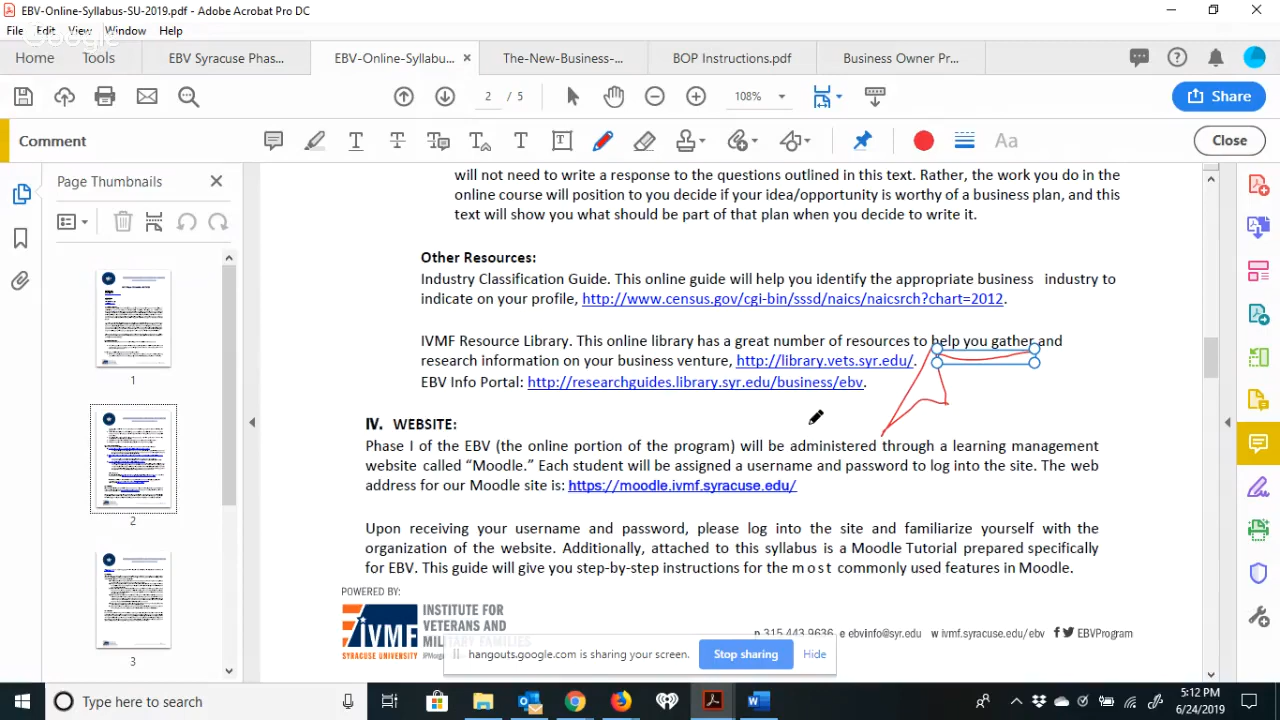 EBV-Online-Syllabus-SU-2019.pdf - Adobe Acrobat Pro DC
File Edit View Window Help
Google
Home Tools EBV Syracuse Phas... EBV-Online-Syllabu... × The-New-Business-... BOP Instructions.pdf Business Owner Pr...
2 / 5 108% Share
Comment Aa Close
Page Thumbnails
1
2
3
will not need to write a response to the questions outlined in this text. Rather, the work you do in the
online course will position to you decide if your idea/opportunity is worthy of a business plan, and this
text will show you what should be part of that plan when you decide to write it.
Other Resources:
Industry Classification Guide. This online guide will help you identify the appropriate business industry to
indicate on your profile, http://www.census.gov/cgi-bin/sssd/naics/naicsrch?chart=2012.
IVMF Resource Library. This online library has a great number of resources to help you gather and
research information on your business venture, http://library.vets.syr.edu/.
EBV Info Portal: http://researchguides.library.syr.edu/business/ebv.
IV. WEBSITE:
Phase I of the EBV (the online portion of the program) will be administered through a learning management
website called “Moodle.” Each student will be assigned a username and password to log into the site. The web
address for our Moodle site is: https://moodle.ivmf.syracuse.edu/
Upon receiving your username and password, please log into the site and familiarize yourself with the
organization of the website. Additionally, attached to this syllabus is a Moodle Tutorial prepared specifically
for EBV. This guide will give you step-by-step instructions for the most commonly used features in Moodle.
POWERED BY:
IVMF
SYRACUSE UNIVERSITY
INSTITUTE FOR
VETERANS AND
MILITARY FAMILIES
p 315.443.9636 e ebvinfo@syr.edu w ivmf.syracuse.edu/ebv EBVProgram
hangouts.google.com is sharing your screen. Stop sharing Hide
Type here to search
5:12 PM
6/24/2019